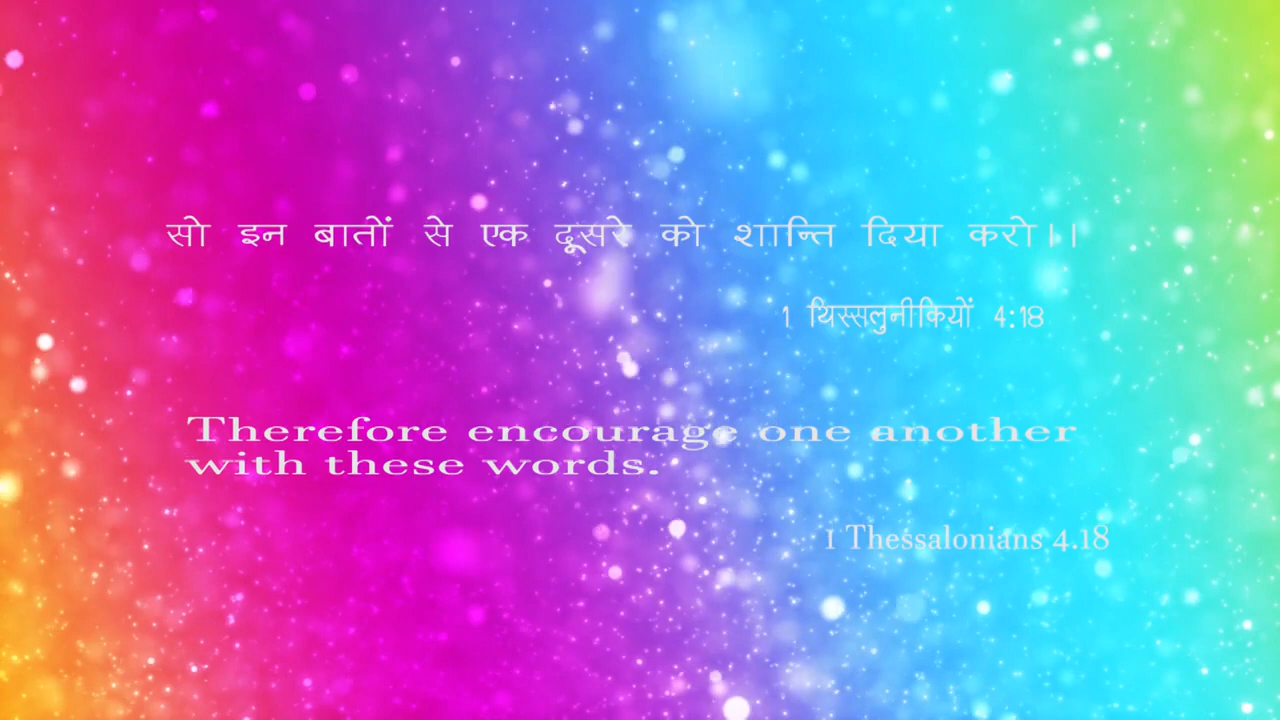 सो इन बातों से एक दूसरे को शान्ति दिया करो।।
1 थिस्सलुनीकियों 4:18
Therefore encourage one another
with these words.
1 Thessalonians 4.18